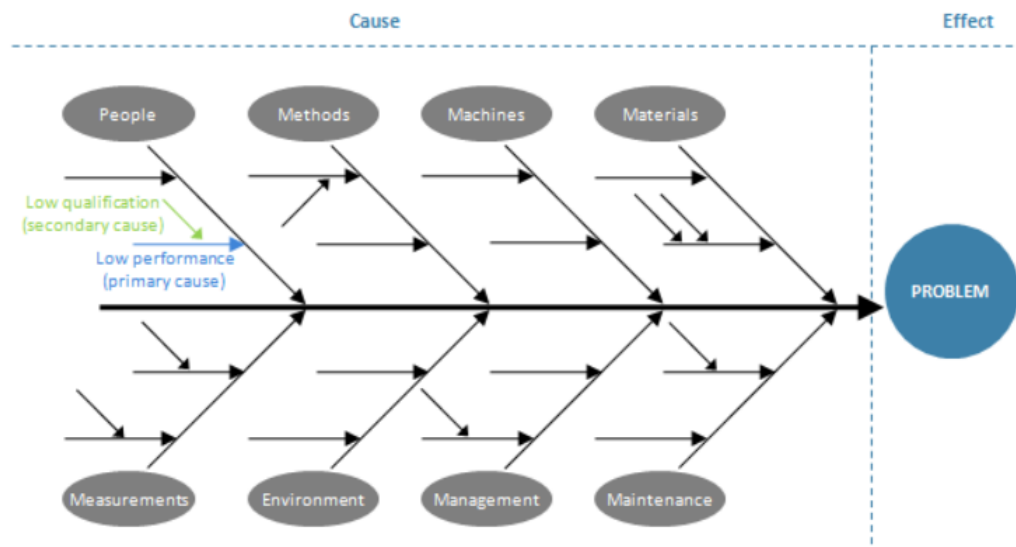 Cause
Effect
People
Methods
Machines
Materials
Low qualification
(secondary cause)
Low performance
(primary cause)
PROBLEM
Measurements
Environment
Management
Maintenance